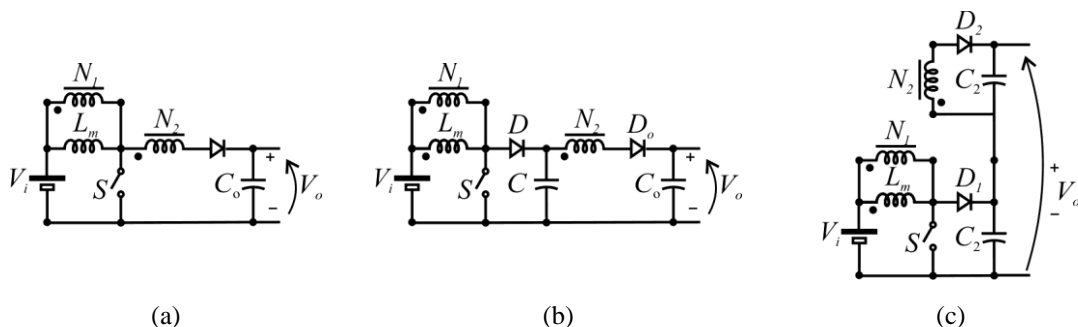 N₁
Lₘ
N₂
Vᵢ
S
Cₒ
+
Vₒ
−
(a)
N₁
Lₘ
D
N₂
Dₒ
Vᵢ
S
C
Cₒ
+
Vₒ
−
(b)
D₂
N₂
C₂
N₁
Lₘ
D₁
Vᵢ
S
C₂
+
Vₒ
−
(c)